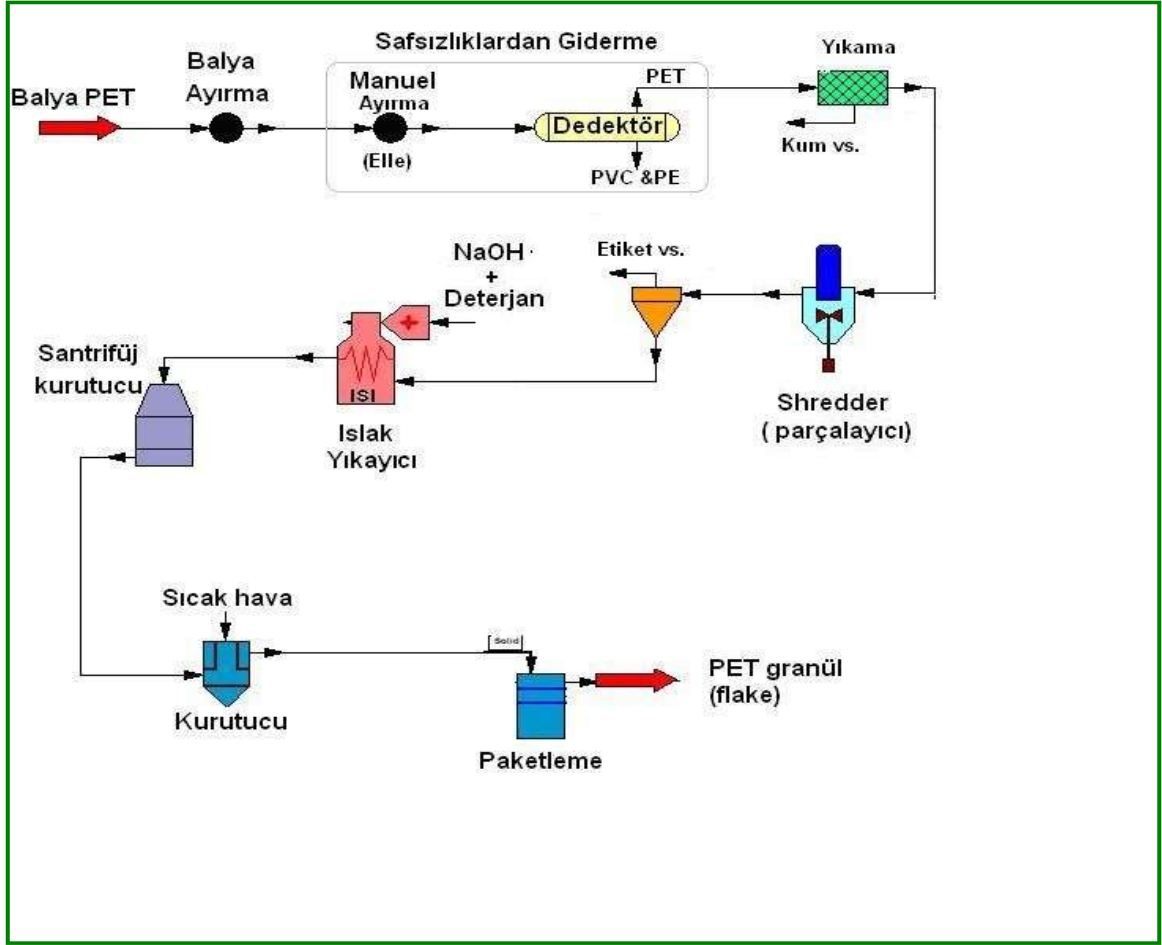 Safsızlıklardan Giderme
Balya PET
Balya
Ayırma
Manuel
Ayırma
(Elle)
Dedektör
PET
PVC &PE
Yıkama
Kum vs.
Shredder
( parçalayıcı)
Etiket vs.
NaOH
+
Deterjan
+
ISI
Islak
Yıkayıcı
Santrifüj
kurutucu
Sıcak hava
Kurutucu
Solid
Paketleme
PET granül
(flake)